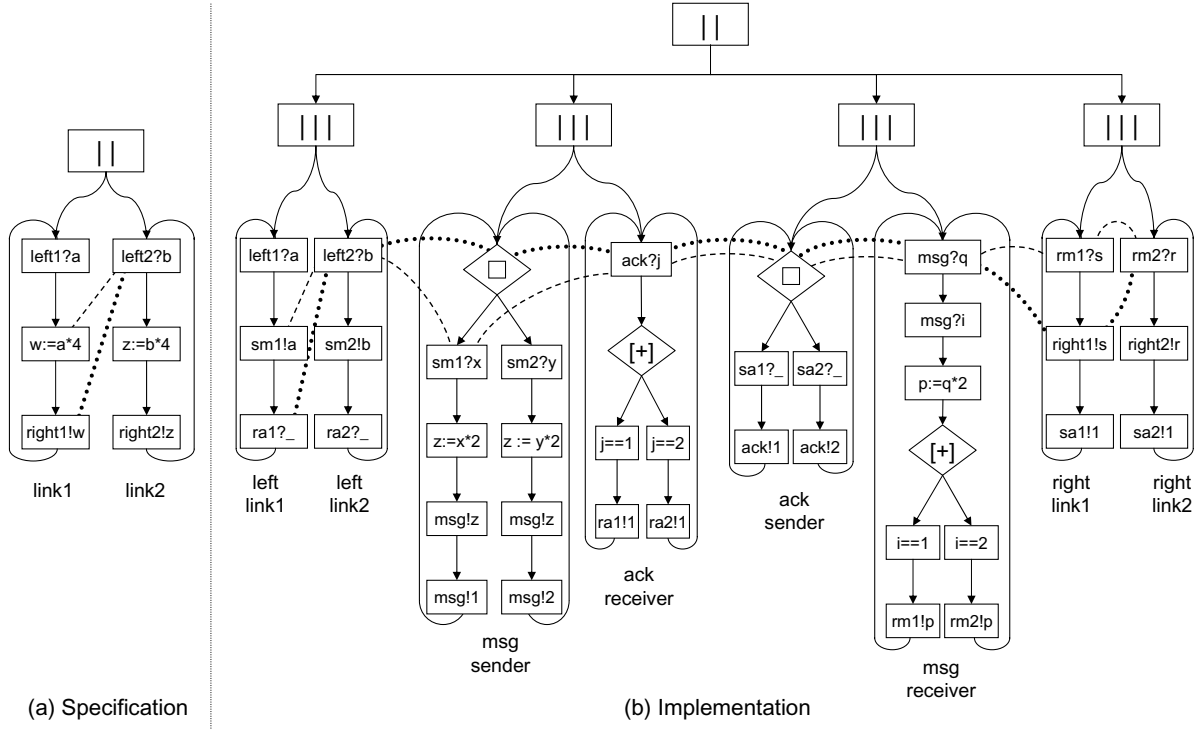 ||
| |
| | |
| | |
| | |
| | |
left1?a
left2?b
w:=a*4
z:=b*4
right1!w
right2!z
link1
link2
left1?a
left2?b
sm1!a
sm2!b
ra1?_
ra2?_
left
link1
left
link2
sm1?x
sm2?y
z:=x*2
z := y*2
msg!z
msg!z
msg!1
msg!2
msg
sender
ack?j
[+]
j==1
j==2
ra1!1
ra2!1
ack
receiver
sa1?_
sa2?_
ack!1
ack!2
ack
sender
msg?q
msg?i
p:=q*2
[+]
i==1
i==2
rm1!p
rm2!p
msg
receiver
rm1?s
rm2?r
right1!s
right2!r
sa1!1
sa2!1
right
link1
right
link2
(a) Specification
(b) Implementation